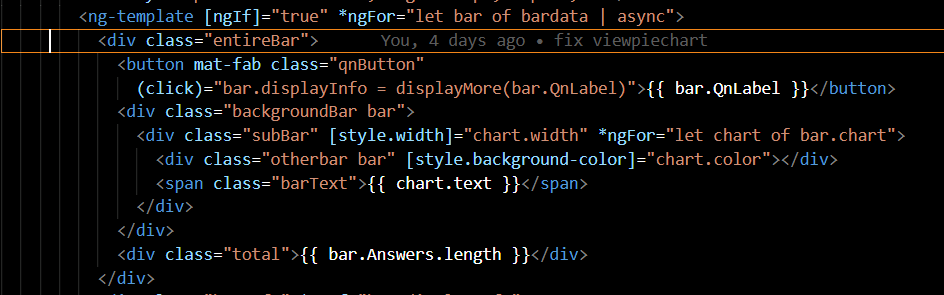 <ng-template [ngIf]="true" *ngFor="let bar of bardata | async">
<div class="entireBar"> You, 4 days ago • fix viewpiechart
<button mat-fab class="qnButton"
(click)="bar.displayInfo = displayMore(bar.QnLabel)">{{ bar.QnLabel }}</button>
<div class="backgroundBar bar">
<div class="subBar" [style.width]="chart.width" *ngFor="let chart of bar.chart">
<div class="otherbar bar" [style.background-color]="chart.color"></div>
<span class="barText">{{ chart.text }}</span>
</div>
</div>
<div class="total">{{ bar.Answers.length }}</div>
</div>